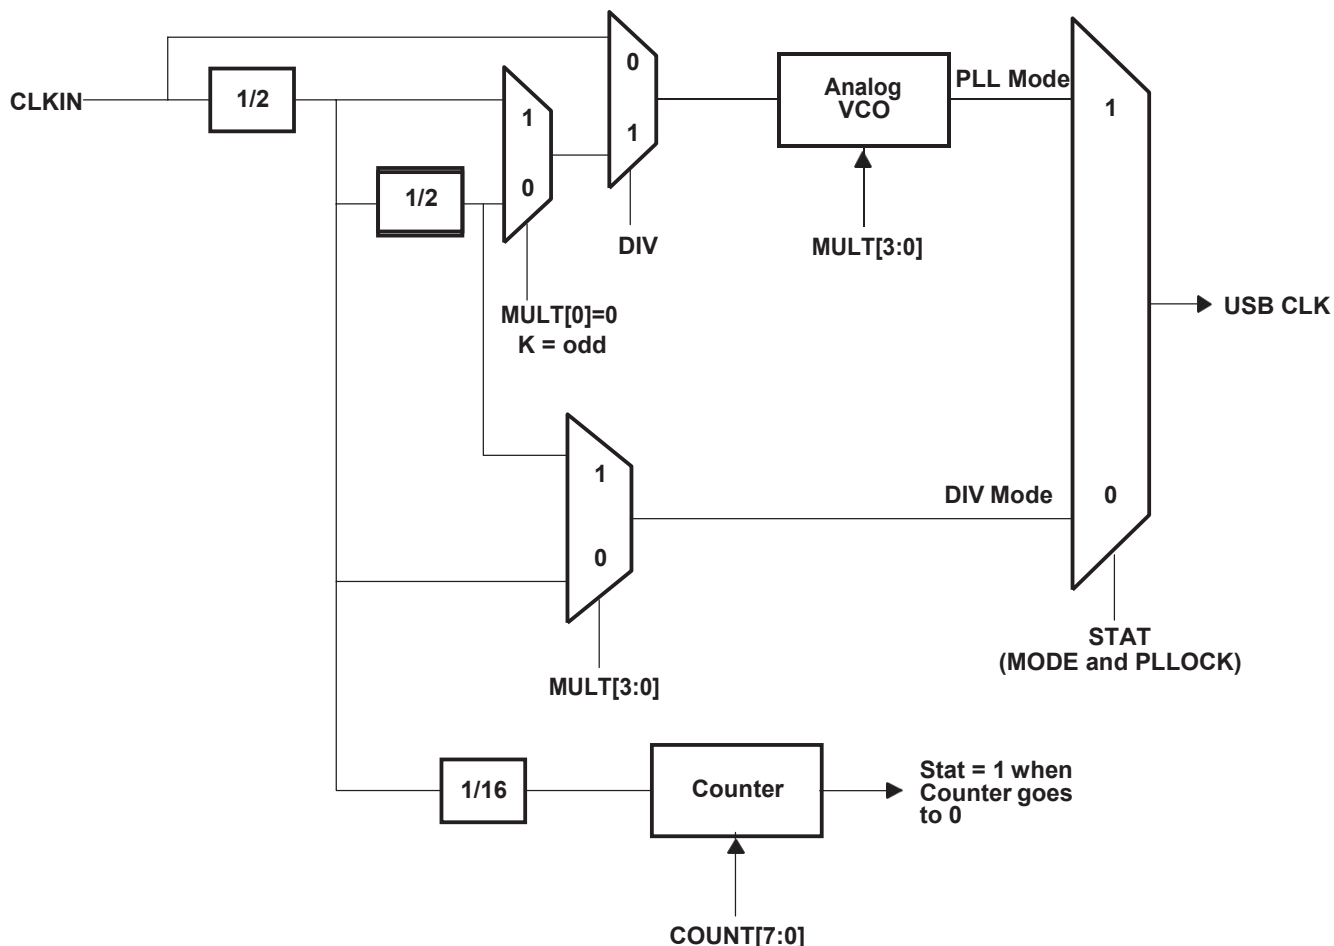 CLKIN
1/2
1/2
1
0
0
1
DIV
MULT[0]=0
K = odd
Analog
VCO
MULT[3:0]
PLL Mode
1
0
USB CLK
DIV Mode
1
0
MULT[3:0]
STAT
(MODE and PLLOCK)
1/16
Counter
Stat = 1 when
Counter goes
to 0
COUNT[7:0]